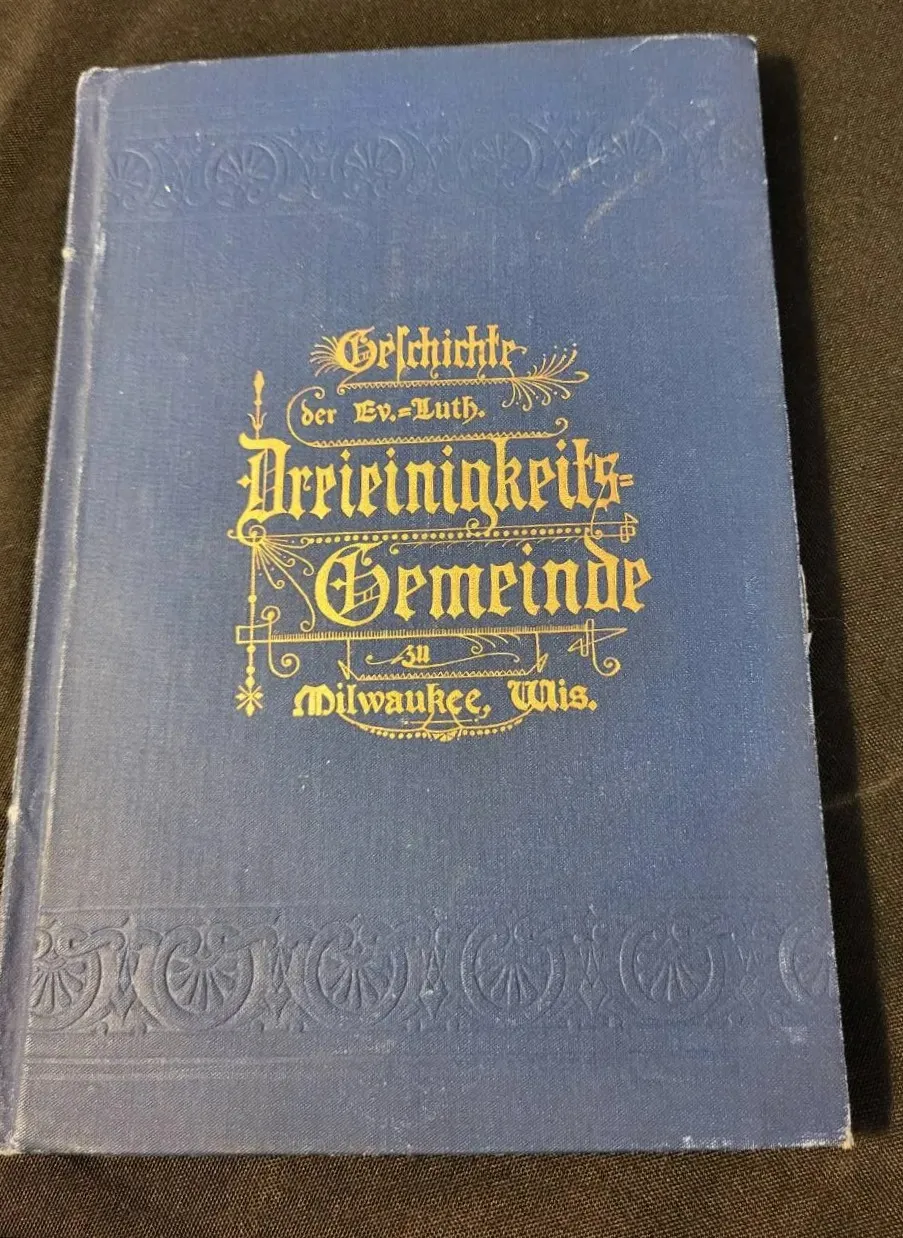 Geſchichte
der Ev.=Luth.
Dreieinigkeits=
Gemeinde
zu
Milwaukee, Wis.